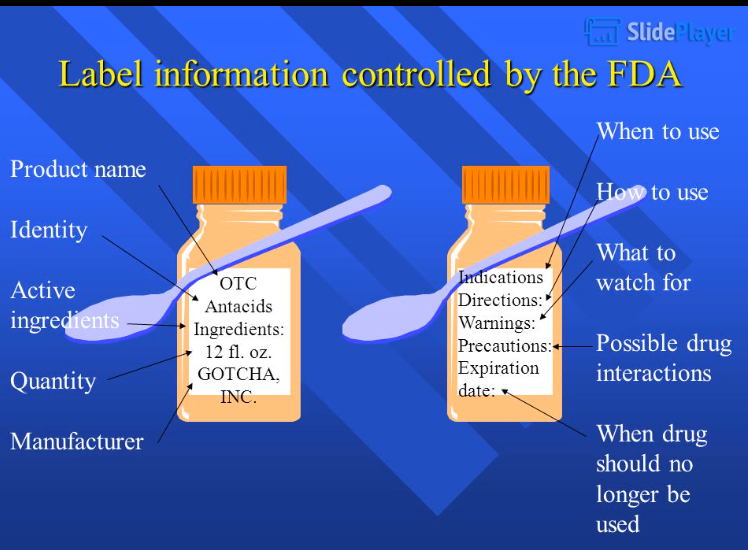 SlidePlayer
Label information controlled by the FDA
Product name
Identity
Active
ingredients
Quantity
Manufacturer
OTC
Antacids
Ingredients:
12 fl. oz.
GOTCHA,
INC.
Indications
Directions:
Warnings:
Precautions:
Expiration
date:
When to use
How to use
What to
watch for
Possible drug
interactions
When drug
should no
longer be
used